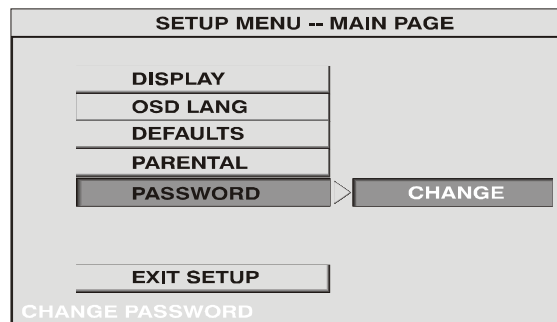 SETUP MENU -- MAIN PAGE
DISPLAY
OSD LANG
DEFAULTS
PARENTAL
PASSWORD CHANGE
EXIT SETUP
CHANGE PASSWORD